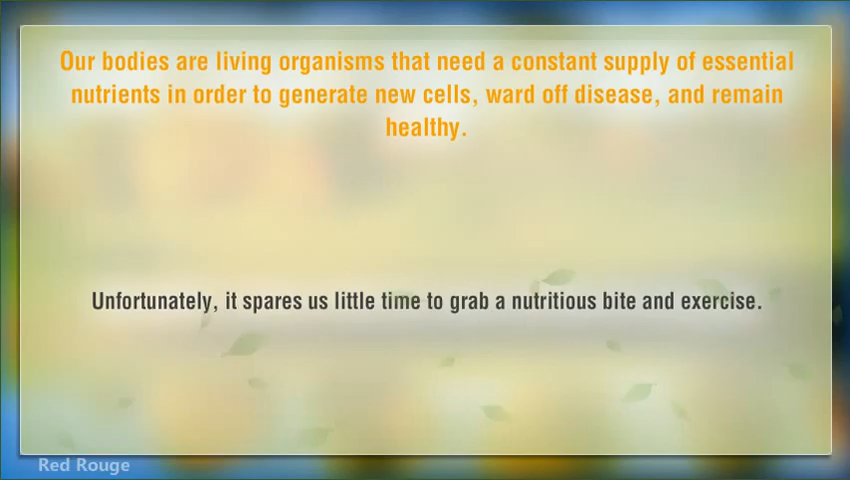 Our bodies are living organisms that need a constant supply of essential
nutrients in order to generate new cells, ward off disease, and remain
healthy.
Unfortunately, it spares us little time to grab a nutritious bite and exercise.
Red Rouge